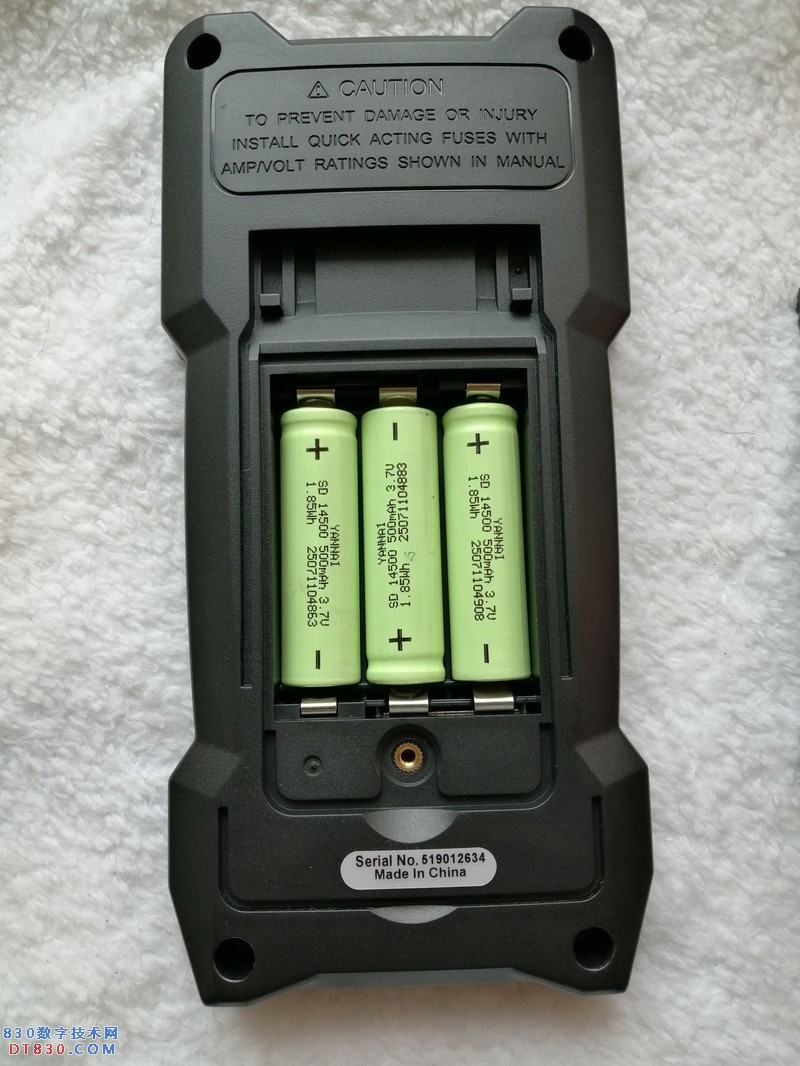 ⚠ CAUTION
TO PREVENT DAMAGE OR INJURY
INSTALL QUICK ACTING FUSES WITH
AMP/VOLT RATINGS SHOWN IN MANUAL
+
YANNAI
SD 14500 500mAh 3.7V
1.85Wh 25071104863
−
−
YANNAI
SD 14500 500mAh 3.7V
1.85Wh 25071104883
+
+
YANNAI
SD 14500 500mAh 3.7V
1.85Wh 25071104908
−
Serial No. 519012634
Made In China
830数字技术网
DT830.COM